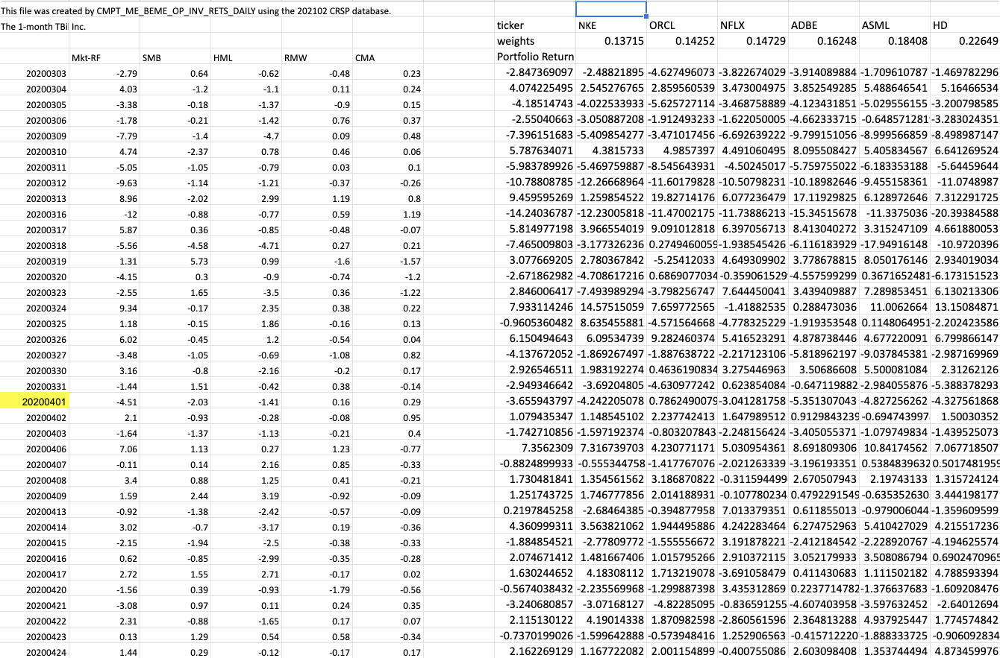 This file was created by CMPT_ME_BEME_OP_INV_RETS_DAILY using the 202102 CRSP database.
The 1-month TBi Inc. ticker NKE ORCL NFLX ADBE ASML HD
weights 0.13715 0.14252 0.14729 0.16248 0.18408 0.22649
Mkt-RF SMB HML RMW CMA Portfolio Return
20200303 -2.79 0.64 -0.62 -0.48 0.23 -2.847369097 -2.48821895 -4.627496073 -3.822674029 -3.914089884 -1.709610787 -1.469782296
20200304 4.03 -1.2 -1.1 0.11 0.24 4.074225495 2.545276765 2.859560539 3.473004975 3.852549285 5.488646541 5.16466534
20200305 -3.38 -0.18 -1.37 -0.9 0.15 -4.18514743 -4.022533933 -5.625727114 -3.468758889 -4.123431851 -5.029556155 -3.200798585
20200306 -1.78 -0.21 -1.42 0.76 0.37 -2.55040663 -3.050887208 -1.912493233 -1.622050005 -4.662333715 -0.648571281 -3.283024351
20200309 -7.79 -1.4 -4.7 0.09 0.48 -7.396151683 -5.409854277 -3.471017456 -6.692639222 -9.799151056 -8.999566859 -8.498987147
20200310 4.74 -2.37 0.78 0.46 0.06 5.787634071 4.3815733 4.9857397 4.491060495 8.095508427 5.405834567 6.641269524
20200311 -5.05 -1.05 -0.79 0.03 0.1 -5.983789926 -5.469759887 -8.545643931 -4.50245017 -5.759755022 -6.183353188 -5.64459644
20200312 -9.63 -1.14 -1.21 -0.37 -0.26 -10.78808785 -12.26668964 -11.60179828 -10.50798231 -10.18982646 -9.455158361 -11.0748987
20200313 8.96 -2.02 2.99 1.19 0.8 9.459595269 1.259854522 19.82714176 6.077236479 17.11929825 6.128972646 7.312291725
20200316 -12 -0.88 -0.77 0.59 1.19 -14.24036787 -12.23005818 -11.47002175 -11.73886213 -15.34515678 -11.3375036 -20.39384588
20200317 5.87 0.36 -0.85 -0.48 -0.07 5.814977198 3.966554019 9.091012818 6.397056713 8.413040272 3.315247109 4.661880053
20200318 -5.56 -4.58 -4.71 0.27 0.21 -7.465009803 -3.177326236 0.2749460059 -1.938545426 -6.116183929 -17.94916148 -10.9720396
20200319 1.31 5.73 0.99 -1.6 -1.57 3.077669205 2.780367842 -5.25412033 4.649309902 3.778678815 8.050176146 2.934019034
20200320 -4.15 0.3 -0.9 -0.74 -1.2 -2.671862982 -4.708617216 0.6869077034 -0.359061529 -4.557599299 0.3671652481 -6.173151523
20200323 -2.55 1.65 -3.5 0.36 -1.22 2.846006417 -7.493989294 -3.798256747 7.644450041 3.439409887 7.289853451 6.130213306
20200324 9.34 -0.17 2.35 0.38 0.22 7.933114246 14.57515059 7.659772565 -1.41882535 0.288473036 11.0062664 13.15084871
20200325 1.18 -0.15 1.86 -0.16 0.13 -0.9605360482 8.635455881 -4.571564668 -4.778325229 -1.919353548 0.1148064951 -2.202423586
20200326 6.02 -0.45 1.2 -0.54 0.04 6.150494643 6.09534739 9.282460374 5.416523291 4.878738446 4.677220091 6.799866147
20200327 -3.48 -1.05 -0.69 -1.08 0.82 -4.137672052 -1.869267497 -1.887638722 -2.217123106 -5.818962197 -9.037845381 -2.987169969
20200330 3.16 -0.8 -2.16 -0.2 0.17 2.926546511 1.983192274 0.4636190834 3.275446963 3.50686608 5.500081084 2.31262126
20200331 -1.44 1.51 -0.42 0.38 -0.14 -2.949346642 -3.69204805 -4.630977242 0.623854084 -0.647119882 -2.984055876 -5.388378293
20200401 -4.51 -2.03 -1.41 0.16 0.29 -3.655943797 -4.242205078 0.7862490079 -3.041281758 -5.351307043 -4.827256262 -4.327561868
20200402 2.1 -0.93 -0.28 -0.08 0.95 1.079435347 1.148545102 2.237742413 1.647989512 0.9129843239 -0.694743997 1.50030352
20200403 -1.64 -1.37 -1.13 -0.21 0.4 -1.742710856 -1.597192374 -0.803207843 -2.248156424 -3.405055371 -1.079749834 -1.439525073
20200406 7.06 1.13 0.27 1.23 -0.77 7.3562309 7.316739703 4.230771171 5.030954361 8.691809306 10.84174562 7.067718507
20200407 -0.11 0.14 2.16 0.85 -0.33 -0.8824899933 -0.555344758 -1.417767076 -2.021263339 -3.196193351 0.5384839632 0.5017481959
20200408 3.4 0.88 1.25 0.41 -0.21 1.730481841 1.354561562 3.186870822 -0.311594499 2.670507943 2.19743133 1.315724124
20200409 1.59 2.44 3.19 -0.92 -0.09 1.251743725 1.746777856 2.014188931 -0.107780234 0.4792291549 -0.635352630 3.444198177
20200413 -0.92 -1.38 -2.42 -0.57 -0.09 0.2197845258 -2.68464385 -0.394877958 7.013379351 0.611855013 -0.979006044 -1.359609599
20200414 3.02 -0.7 -3.17 0.19 -0.36 4.360999311 3.563821062 1.944495886 4.242283464 6.274752963 5.410427029 4.215517236
20200415 -2.15 -1.94 -2.5 -0.38 -0.33 -1.884854521 -2.77809772 -1.555556672 3.191878221 -2.412184542 -2.228920767 -4.194625574
20200416 0.62 -0.85 -2.99 -0.35 -0.28 2.074671412 1.481667406 1.015795266 2.910372115 3.052179933 3.508086794 0.6902470965
20200417 2.72 1.55 2.71 -0.17 0.02 1.630244652 4.18308112 1.713219078 -3.691058479 0.411430683 1.111502182 4.788593394
20200420 -1.56 0.39 -0.93 -1.79 -0.56 -0.5674038432 -2.235569968 -1.299887398 3.435312869 0.2237714782 -1.376637683 -1.609208476
20200421 -3.08 0.97 0.11 0.24 0.35 -3.240680857 -3.07168127 -4.82285095 -0.836591255 -4.607403958 -3.597632452 -2.64012694
20200422 2.31 -0.88 -1.65 0.17 0.07 2.115130122 4.19014338 1.870982598 -2.860561596 2.364813288 4.937925447 1.774574842
20200423 0.13 1.29 0.54 0.58 -0.34 -0.7370199026 -1.599642888 -0.573948416 1.252906563 -0.415712220 -1.888333725 -0.906092834
20200424 1.44 0.29 -0.12 -0.17 0.17 2.162269129 1.167722082 2.001154899 -0.400755086 2.603098408 1.353744494 4.873459976